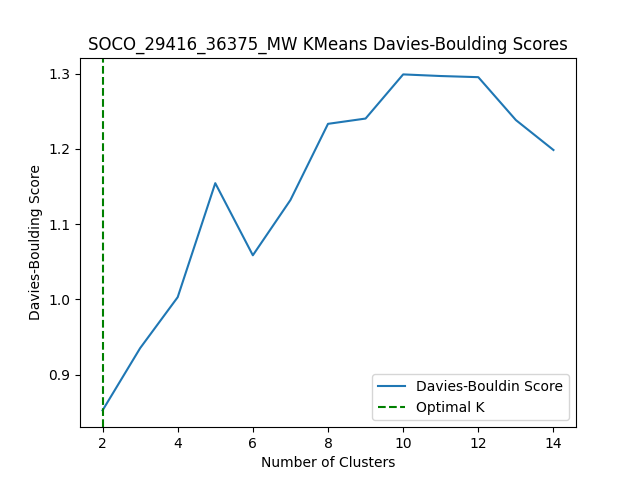 SOCO_29416_36375_MW KMeans Davies-Boulding Scores
Davies-Boulding Score
1.3
1.2
1.1
1.0
0.9
2
4
6
8
10
12
14
Number of Clusters
Davies-Bouldin Score
Optimal K